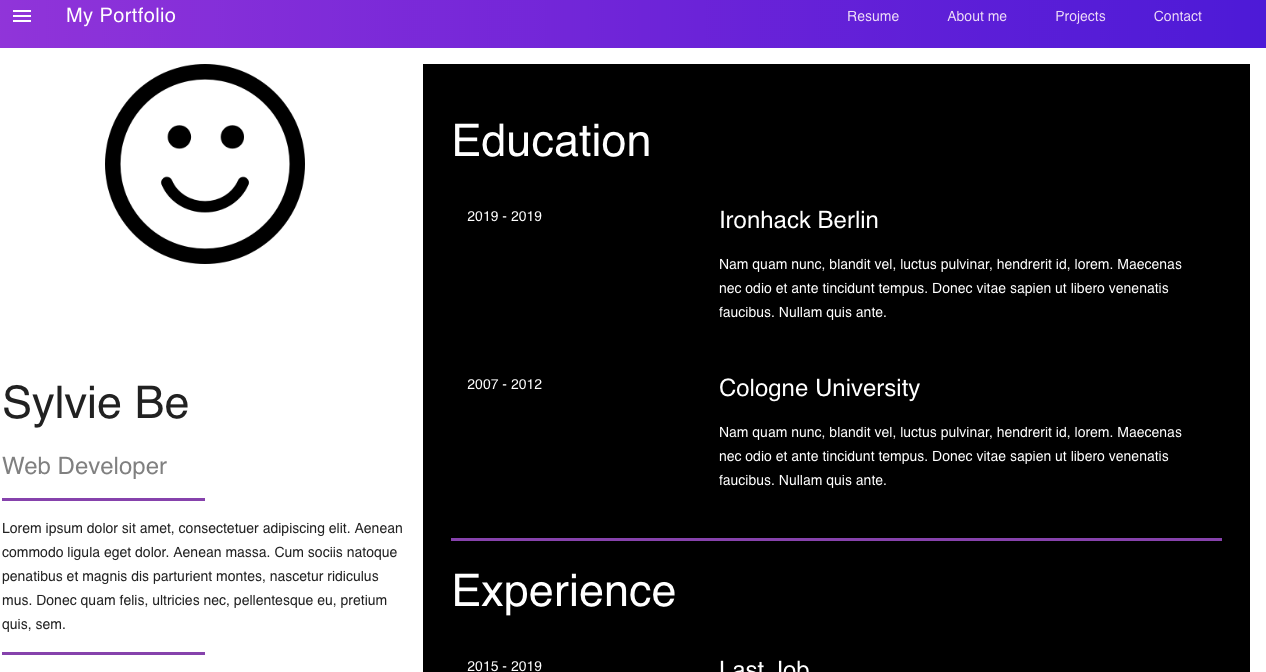 My Portfolio
Resume
About me
Projects
Contact
Sylvie Be
Web Developer
Lorem ipsum dolor sit amet, consectetuer adipiscing elit. Aenean
commodo ligula eget dolor. Aenean massa. Cum sociis natoque
penatibus et magnis dis parturient montes, nascetur ridiculus
mus. Donec quam felis, ultricies nec, pellentesque eu, pretium
quis, sem.
Education
2019 - 2019
Ironhack Berlin
Nam quam nunc, blandit vel, luctus pulvinar, hendrerit id, lorem. Maecenas
nec odio et ante tincidunt tempus. Donec vitae sapien ut libero venenatis
faucibus. Nullam quis ante.
2007 - 2012
Cologne University
Nam quam nunc, blandit vel, luctus pulvinar, hendrerit id, lorem. Maecenas
nec odio et ante tincidunt tempus. Donec vitae sapien ut libero venenatis
faucibus. Nullam quis ante.
Experience
2015 - 2019
Last Job